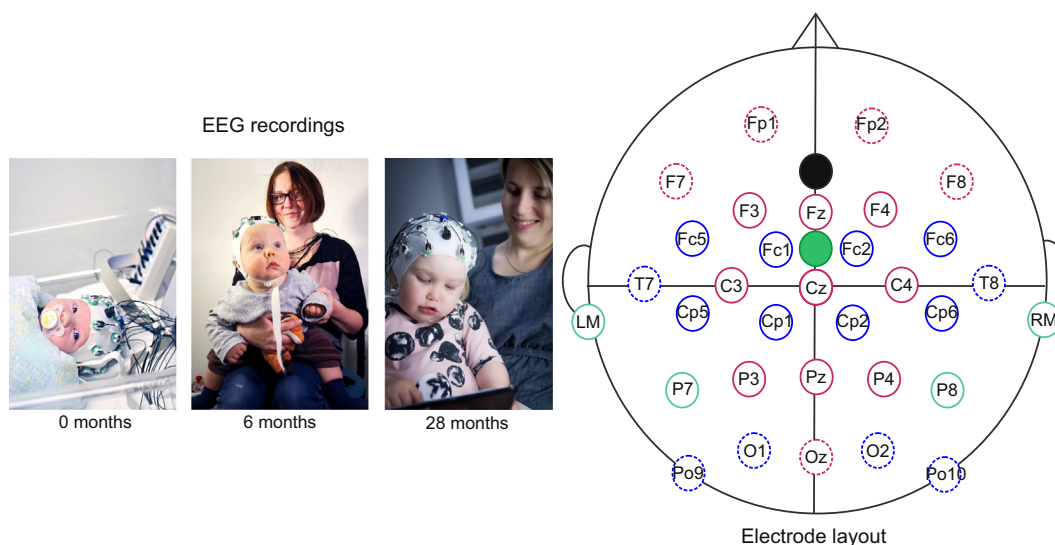 EEG recordings
0 months
6 months
28 months
Fp1 Fp2
F7 F8
F3 Fz F4
Fc5 Fc1 Fc2 Fc6
T7 C3 Cz C4 T8
LM Cp5 Cp1 Cp2 Cp6 RM
P7 P3 Pz P4 P8
O1 Oz O2
Po9 Po10
Electrode layout